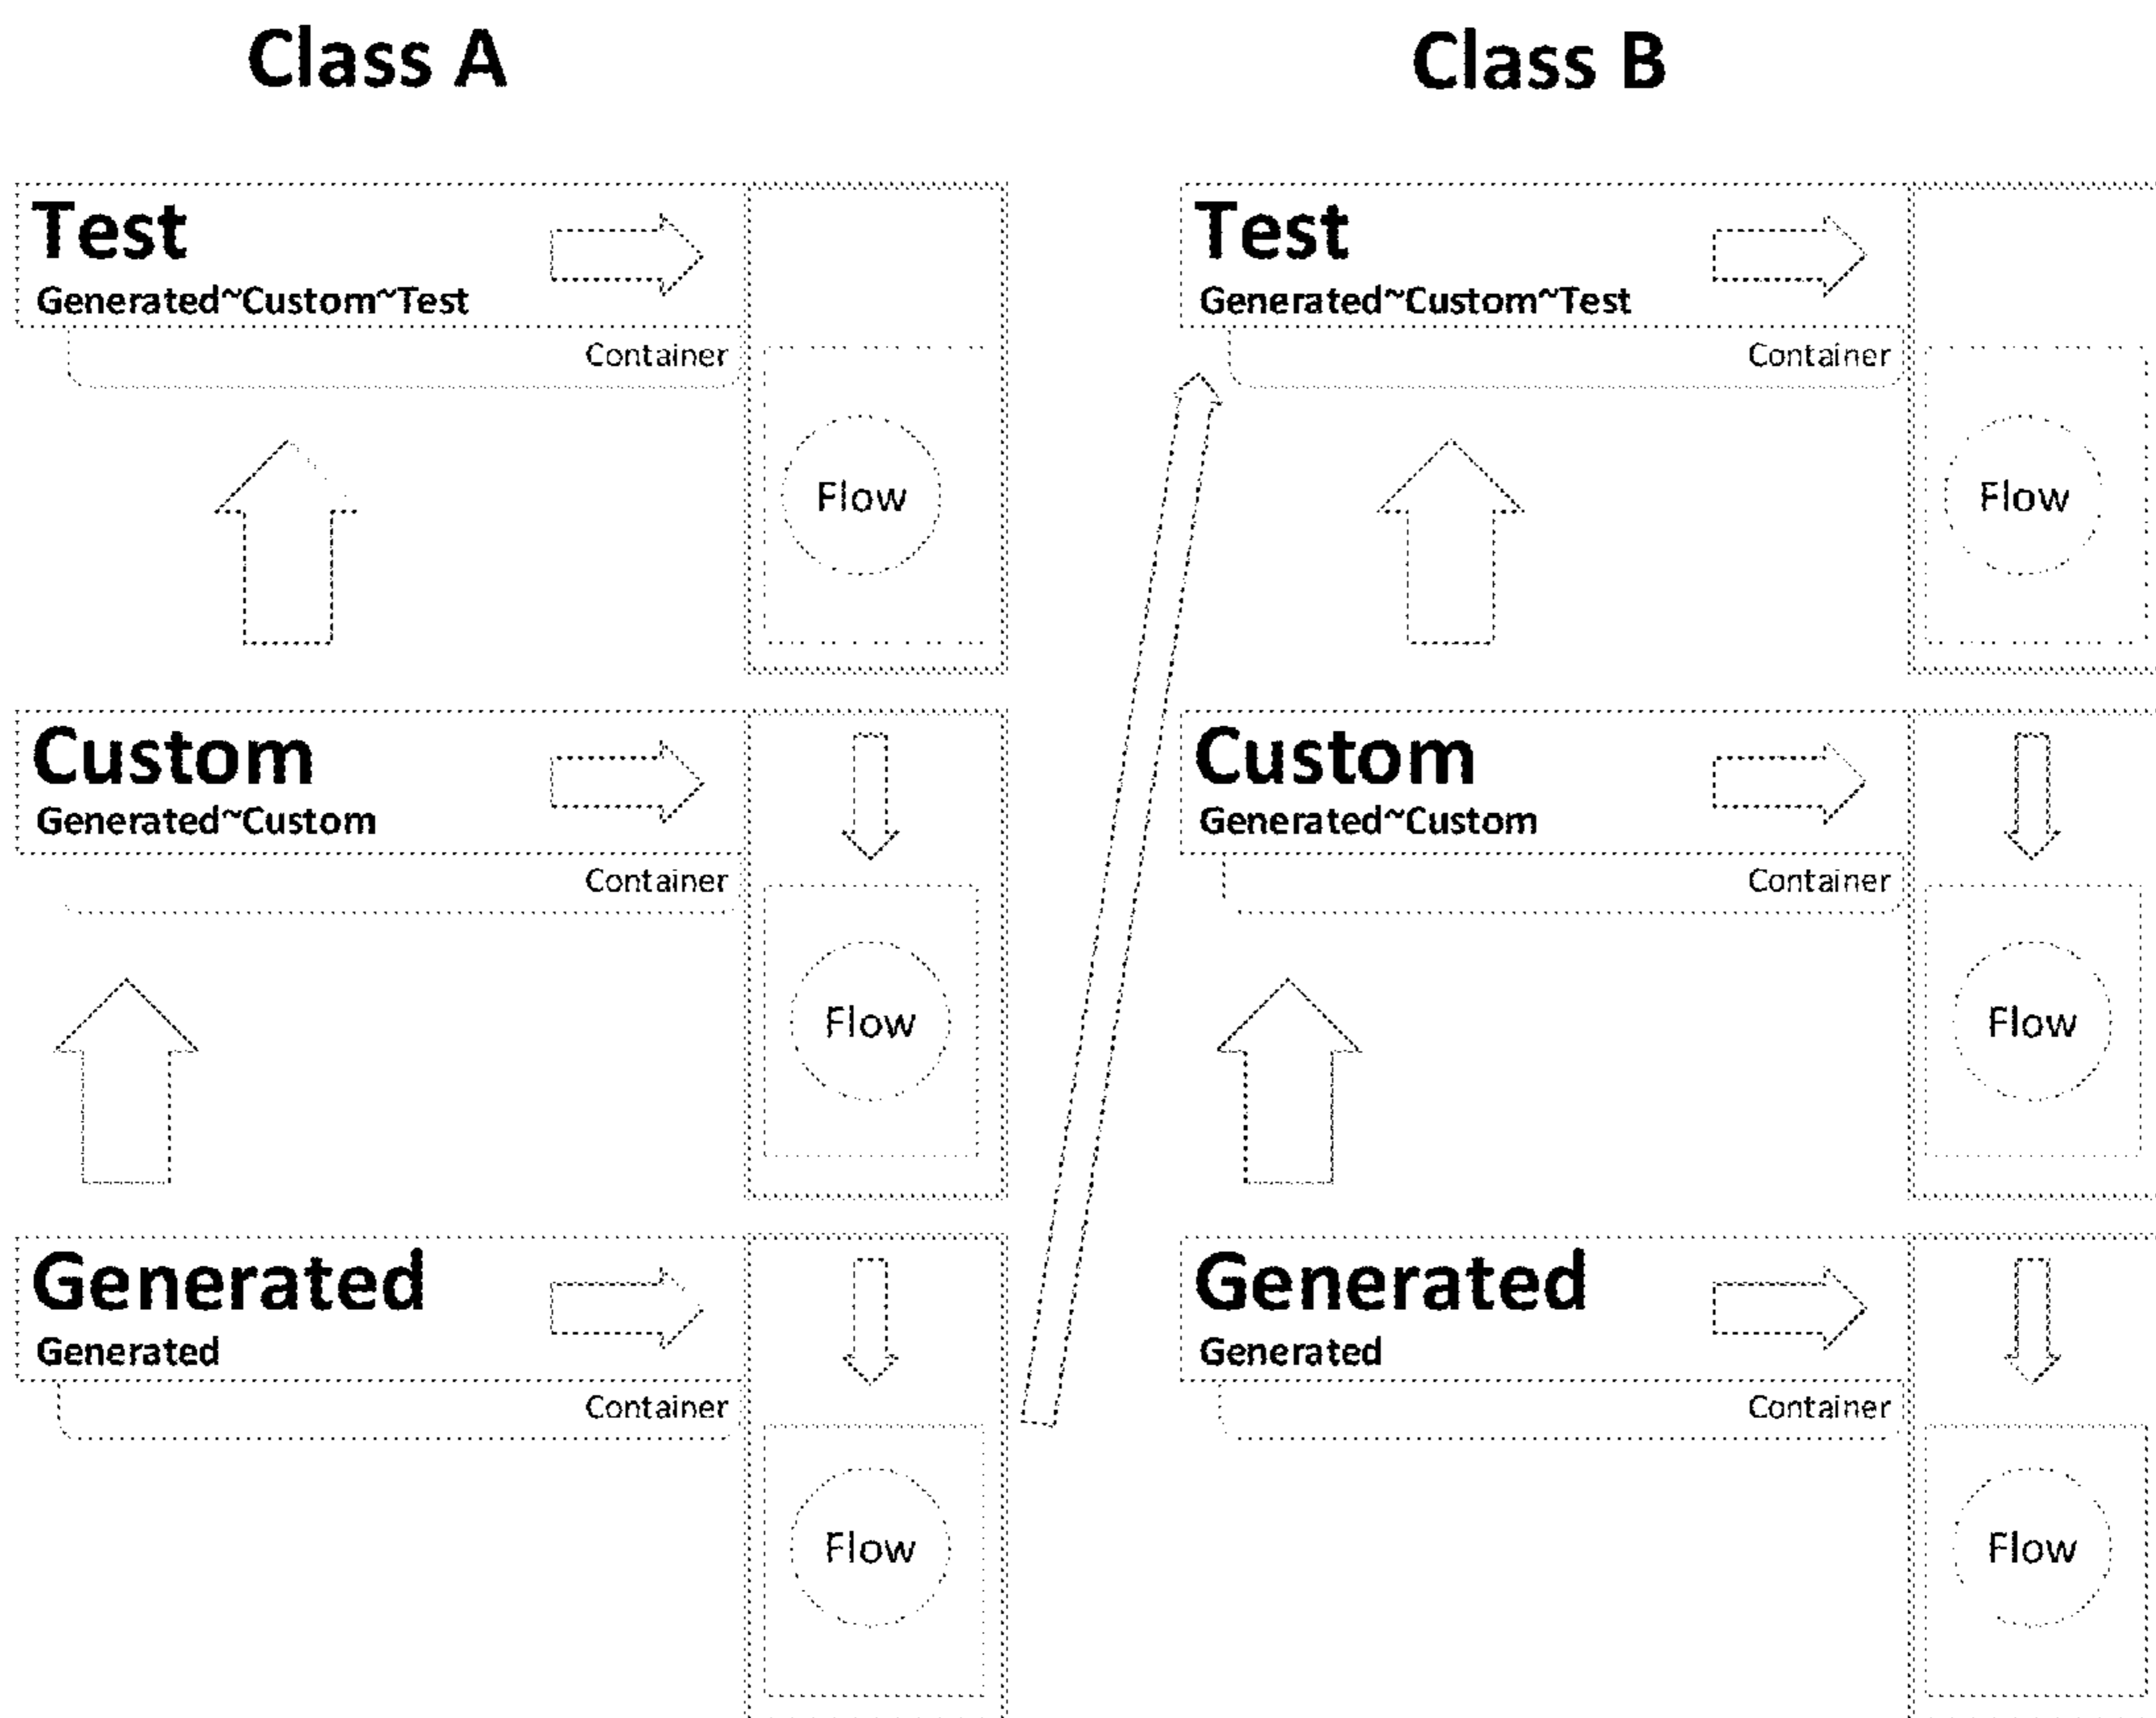 Class A
Test
Generated~Custom~Test
Container
Flow
Custom
Generated~Custom
Container
Flow
Generated
Generated
Container
Flow
Class B
Test
Generated~Custom~Test
Container
Flow
Custom
Generated~Custom
Container
Flow
Generated
Generated
Container
Flow